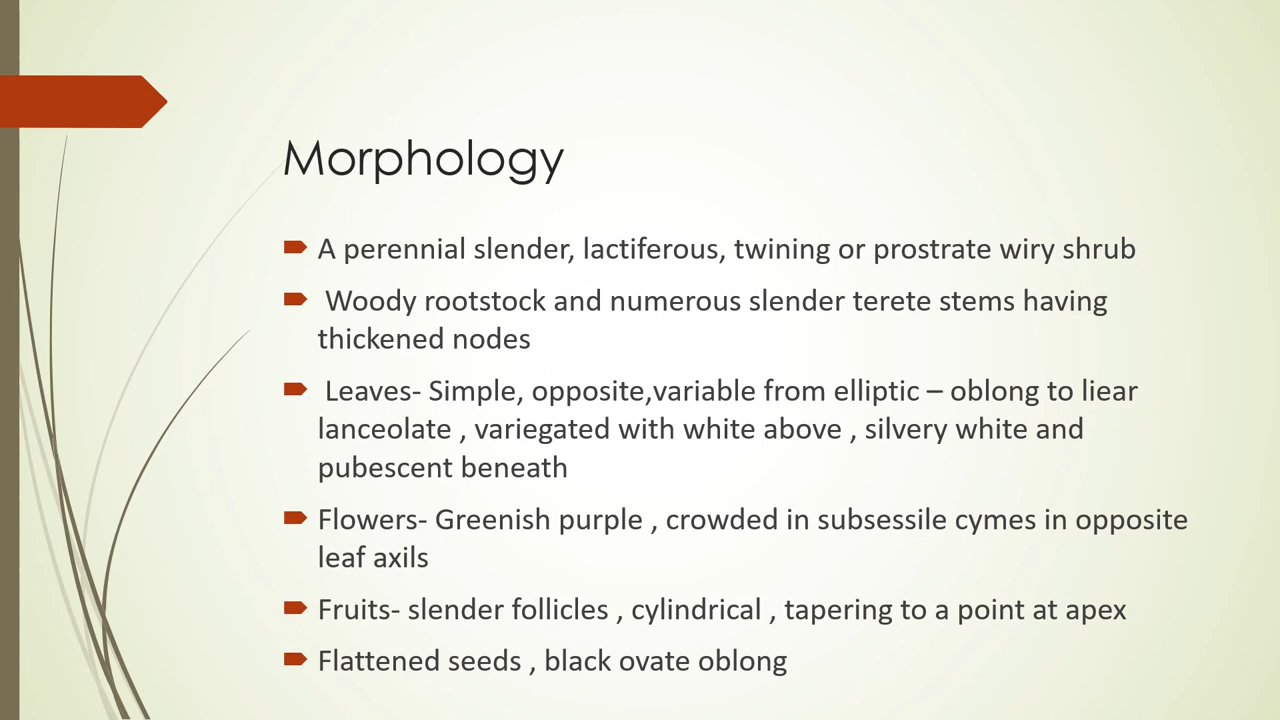 Morphology
A perennial slender, lactiferous, twining or prostrate wiry shrub
Woody rootstock and numerous slender terete stems having
thickened nodes
Leaves- Simple, opposite,variable from elliptic – oblong to liear
lanceolate , variegated with white above , silvery white and
pubescent beneath
Flowers- Greenish purple , crowded in subsessile cymes in opposite
leaf axils
Fruits- slender follicles , cylindrical , tapering to a point at apex
Flattened seeds , black ovate oblong